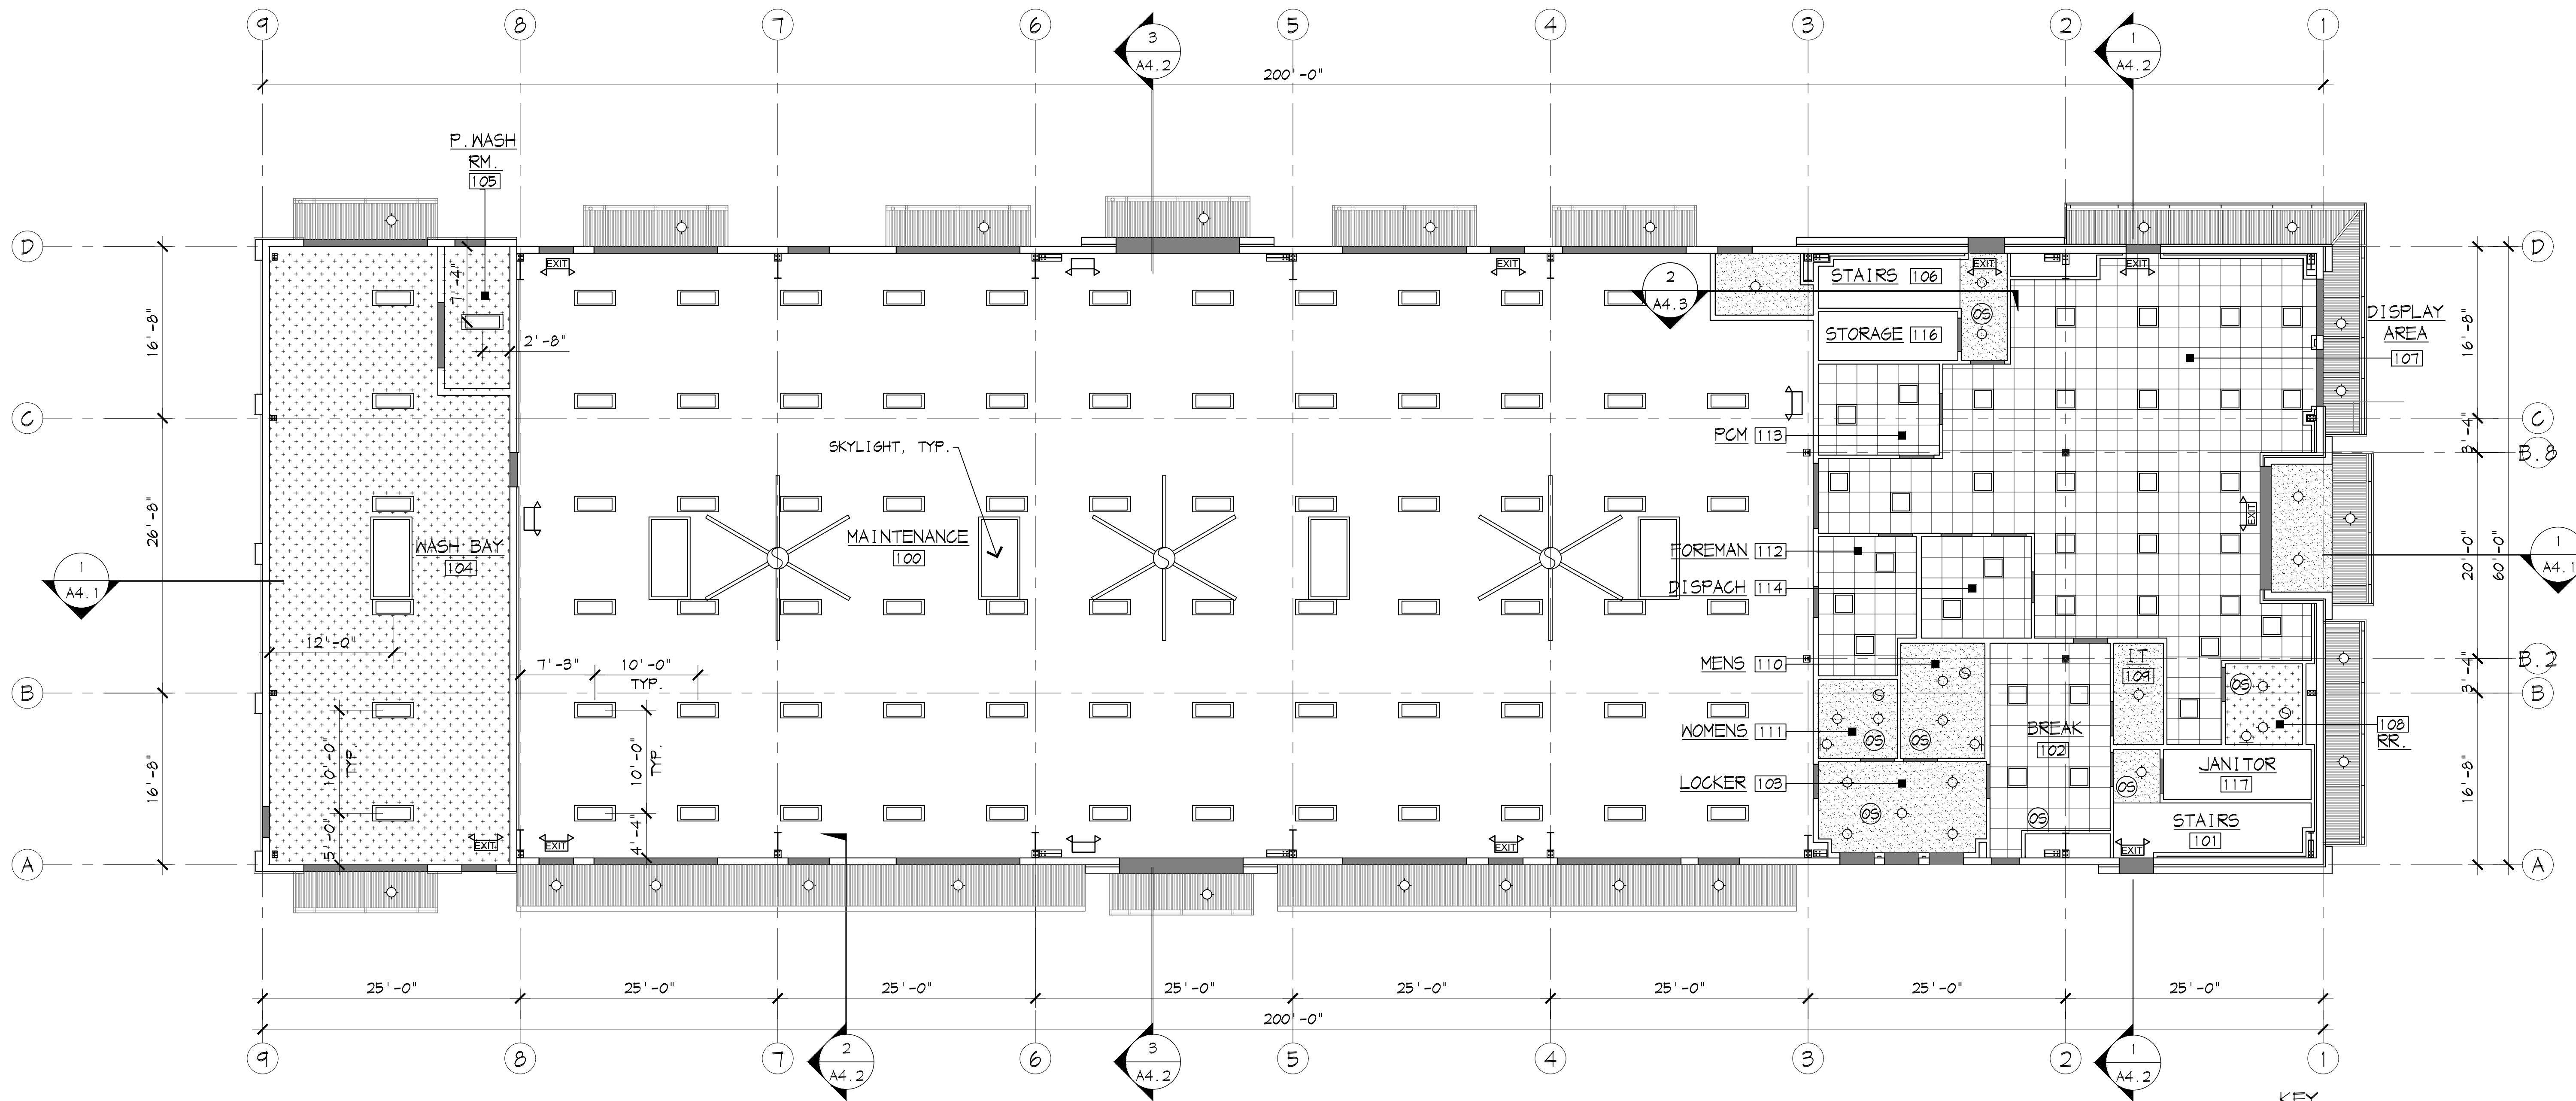 9 8 7 6 5 4 3 2 1
3
A4.2
1
A4.2
200'-0"
P.WASH
RM.
105
D
D
EXIT
EXIT
EXIT
EXIT
7'-4"
2
A4.3
STAIRS 106
OS
STORAGE 116
2'-8"
16'-8"
16'-8"
DISPLAY
AREA
107
C
C
PCM 113
SKYLIGHT, TYP.
3'-4"
B.8
EXIT
MAINTENANCE
100
WASH BAY
104
26'-8"
FOREMAN 112
DISPACH 114
20'-0"
60'-0"
1
A4.1
1
A4.1
12'-0"
7'-3"
10'-0"
TYP.
MENS 110
I.T
109
OS
B.2
3'-4"
B
B
WOMENS 111
OS
OS
BREAK
102
108
RR.
10'-0"
TYP.
10'-0"
TYP.
16'-8"
16'-8"
LOCKER 103
OS
OS
OS
JANITOR
117
STAIRS
101
5'-0"
4'-4"
EXIT
EXIT
EXIT
EXIT
A
A
25'-0" 25'-0" 25'-0" 25'-0" 25'-0" 25'-0" 25'-0" 25'-0"
200'-0"
9 8 7 6 5 4 3 2 1
2
A4.2
3
A4.2
1
A4.2
KEY